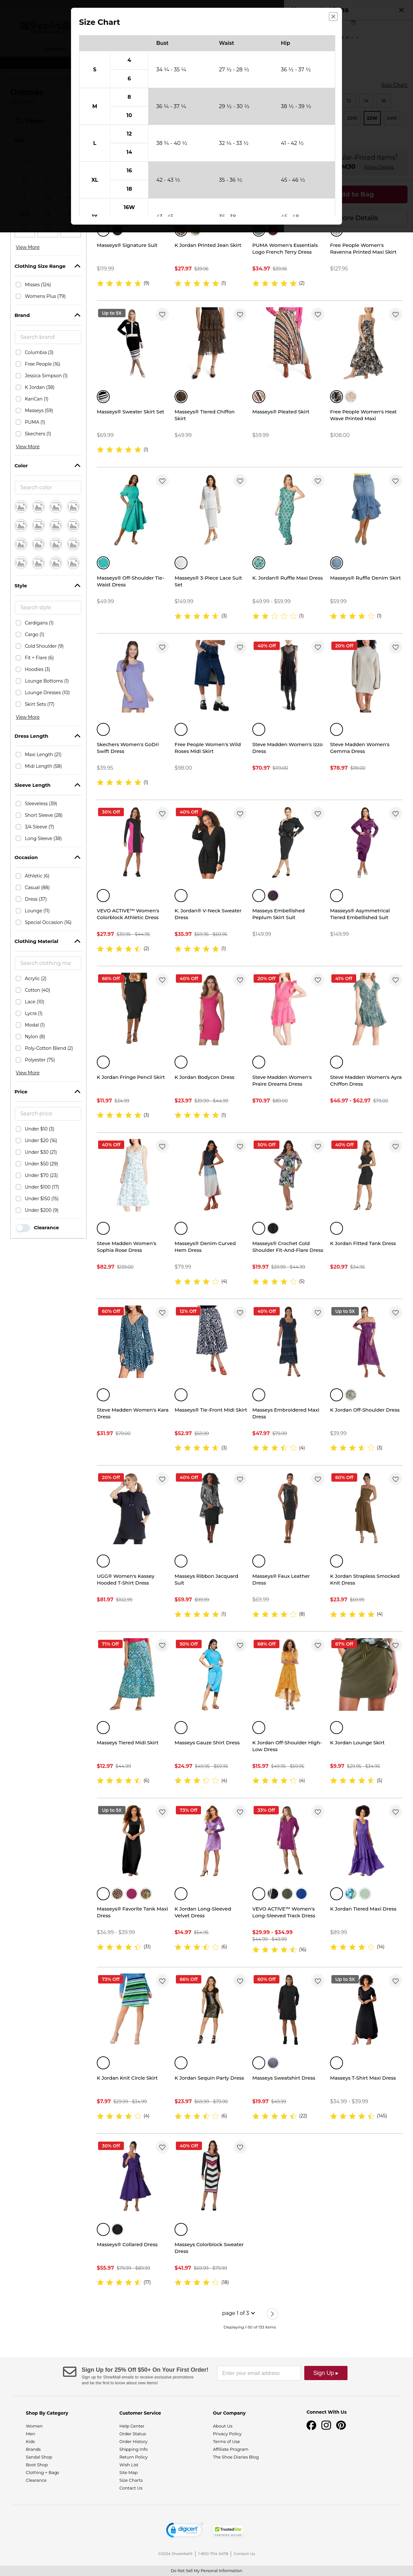 Size Chart
Bust Waist Hip
S 4 6 34 ¼ - 35 ¼ 27 ½ - 28 ½ 36 ½ - 37 ½
M 8 10 36 ¼ - 37 ¼ 29 ½ - 30 ½ 38 ½ - 39 ½
L 12 14 38 ¾ - 40 ½ 32 ¼ - 33 ½ 41 - 42 ½
XL 16 18 42 - 43 ½ 35 - 36 ½ 45 - 46 ½
16W
Size Chart
Add to Bag
More Details
View More
Clothing Size Range
Misses (124)
Womens Plus (79)
Brand
Search brand
Columbia (3)
Free People (16)
Jessica Simpson (1)
K Jordan (38)
KanCan (1)
Masseys (59)
PUMA (1)
Skechers (1)
View More
Color
Search color
Style
Search style
Cardigans (1)
Cargo (1)
Cold Shoulder (9)
Fit + Flare (6)
Hoodies (3)
Lounge Bottoms (1)
Lounge Dresses (10)
Skirt Sets (17)
View More
Dress Length
Maxi Length (21)
Midi Length (58)
Sleeve Length
Sleeveless (39)
Short Sleeve (28)
3/4 Sleeve (7)
Long Sleeve (38)
Occasion
Athletic (6)
Casual (88)
Dress (37)
Lounge (11)
Special Occasion (16)
Clothing Material
Search clothing mat
Acrylic (2)
Cotton (40)
Lace (10)
Lycra (1)
Modal (1)
Nylon (8)
Poly-Cotton Blend (2)
Polyester (75)
View More
Price
Search price
Under $10 (3)
Under $20 (16)
Under $30 (21)
Under $50 (29)
Under $70 (23)
Under $100 (17)
Under $150 (15)
Under $200 (9)
Clearance
Masseys® Signature Suit
$119.99
(9)
K Jordan Printed Jean Skirt
$27.97 $39.95
(1)
PUMA Women's Essentials Logo French Terry Dress
$34.97 $39.95
(2)
Free People Women's Ravenna Printed Maxi Skirt
$127.95
Up to 5X
Masseys® Sweater Skirt Set
$69.99
(1)
Masseys® Tiered Chiffon Skirt
$49.99
Masseys® Pleated Skirt
$59.99
Free People Women's Heat Wave Printed Maxi
$108.00
Masseys® Off-Shoulder Tie-Waist Dress
$49.99
Masseys® 3-Piece Lace Suit Set
$149.99
(3)
K. Jordan® Ruffle Maxi Dress
$49.99 - $59.99
(1)
Masseys® Ruffle Denim Skirt
$59.99
(1)
Skechers Women's GoDri Swift Dress
$39.95
(1)
Free People Women's Wild Roses Midi Skirt
$98.00
40% Off
Steve Madden Women's Izzo Dress
$70.97 $119.00
20% Off
Steve Madden Women's Gemma Dress
$78.97 $119.00
30% Off
VEVO ACTIVE™ Women's Colorblock Athletic Dress
$27.97 $39.95 - $44.95
(2)
40% Off
K. Jordan® V-Neck Sweater Dress
$35.97 $59.95 - $69.95
(1)
Masseys Embellished Peplum Skirt Suit
$149.99
Masseys® Asymmetrical Tiered Embellished Suit
$149.99
66% Off
K Jordan Fringe Pencil Skirt
$11.97 $34.99
(3)
40% Off
K Jordan Bodycon Dress
$23.97 $39.99 - $44.99
(1)
20% Off
Steve Madden Women's Praire Dreams Dress
$70.97 $89.00
41% Off
Steve Madden Women's Ayra Chiffon Dress
$46.97 - $62.97 $79.00
40% Off
Steve Madden Women's Sophia Rose Dress
$82.97 $139.00
Masseys® Denim Curved Hem Dress
$79.99
(4)
50% Off
Masseys® Crochet Cold Shoulder Fit-And-Flare Dress
$19.97 $39.99 - $44.99
(5)
40% Off
K Jordan Fitted Tank Dress
$20.97 $34.95
60% Off
Steve Madden Women's Kara Dress
$31.97 $79.00
12% Off
Masseys® Tie-Front Midi Skirt
$52.97 $59.99
(3)
40% Off
Masseys Embroidered Maxi Dress
$47.97 $79.99
(4)
Up to 5X
K Jordan Off-Shoulder Dress
$39.99
(3)
20% Off
UGG® Women's Kassey Hooded T-Shirt Dress
$81.97 $102.99
40% Off
Masseys Ribbon Jacquard Suit
$59.97 $99.99
(1)
Masseys® Faux Leather Dress
$69.99
(8)
60% Off
K Jordan Strapless Smocked Knit Dress
$23.97 $59.99
(4)
71% Off
Masseys Tiered Midi Skirt
$12.97 $44.99
(6)
50% Off
Masseys Gauze Shirt Dress
$24.97 $49.95 - $59.95
(4)
68% Off
K Jordan Off-Shoulder High-Low Dress
$15.97 $49.95 - $59.95
(4)
67% Off
K Jordan Lounge Skirt
$9.97 $29.95 - $34.95
(5)
Up to 5X
Masseys® Favorite Tank Maxi Dress
$34.99 - $39.99
(31)
73% Off
K Jordan Long-Sleeved Velvet Dress
$14.97 $54.95
(6)
33% Off
VEVO ACTIVE™ Women's Long-Sleeved Track Dress
$29.99 - $34.99
$44.99 - $49.99
(16)
K Jordan Tiered Maxi Dress
$89.99
(14)
73% Off
K Jordan Knit Circle Skirt
$7.97 $29.99 - $34.99
(4)
66% Off
K Jordan Sequin Party Dress
$23.97 $69.99 - $79.99
(6)
60% Off
Masseys Sweatshirt Dress
$19.97 $49.99
(22)
Up to 5X
Masseys T-Shirt Maxi Dress
$34.99 - $39.99
(145)
30% Off
Masseys® Collared Dress
$55.97 $79.99 - $89.99
(17)
40% Off
Masseys Colorblock Sweater Dress
$41.97 $69.99 - $79.99
(18)
page 1 of 3
Displaying 1-50 of 133 items
Sign Up for 25% Off $50+ On Your First Order!
Sign up for ShoeMall emails to receive exclusive promotions
and be the first to know about new items!
Enter your email address
Sign Up ▸
Shop By Category
Women
Men
Kids
Brands
Sandal Shop
Boot Shop
Clothing + Bags
Clearance
Customer Service
Help Center
Order Status
Order History
Shipping Info
Return Policy
Wish List
Site Map
Size Charts
Contact Us
Our Company
About Us
Privacy Policy
Terms of Use
Affiliate Program
The Shoe Diaries Blog
Connect With Us
digicert
TrustedSite
CERTIFIED SECURE
©2024 ShoeMall® | 1-800-704-5478 | Contact Us
Do Not Sell My Personal Information